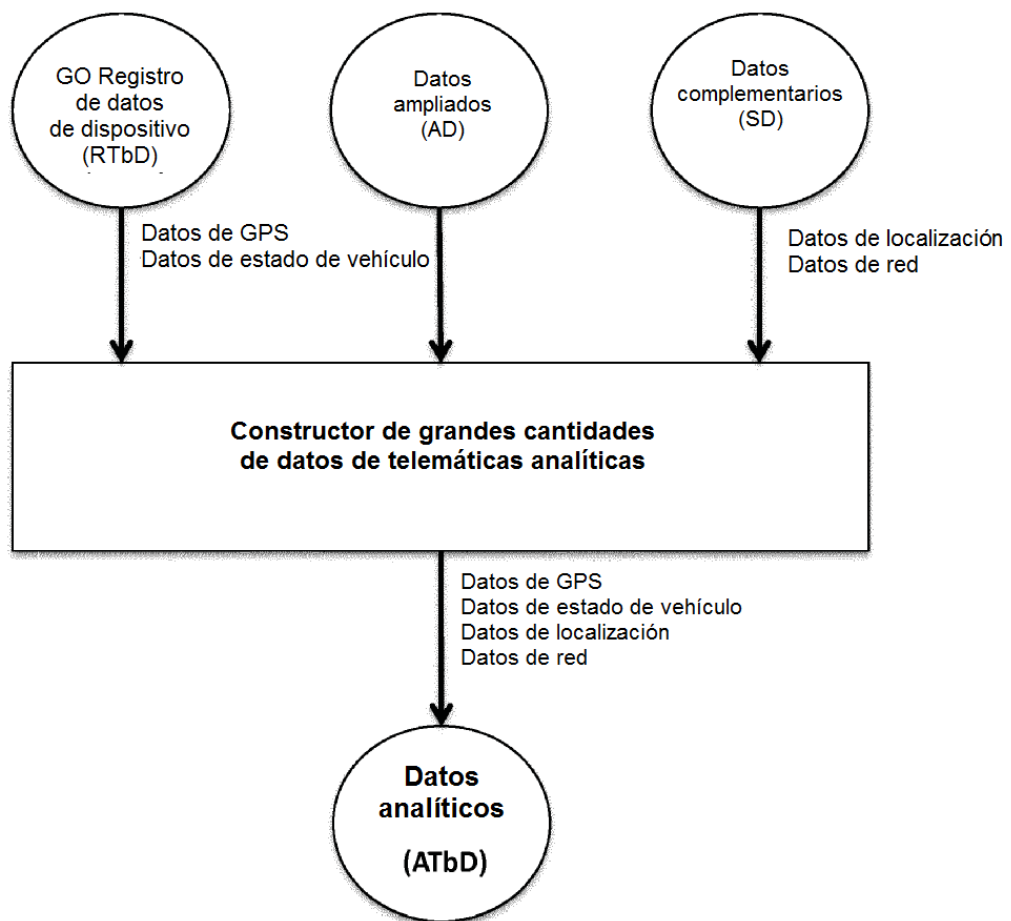 GO Registro
de datos
de dispositivo
(RTbD)
Datos
ampliados
(AD)
Datos
complementarios
(SD)
Datos de GPS
Datos de estado de vehículo
Datos de localización
Datos de red
Constructor de grandes cantidades
de datos de telemáticas analíticas
Datos de GPS
Datos de estado de vehículo
Datos de localización
Datos de red
Datos
analíticos
(ATbD)